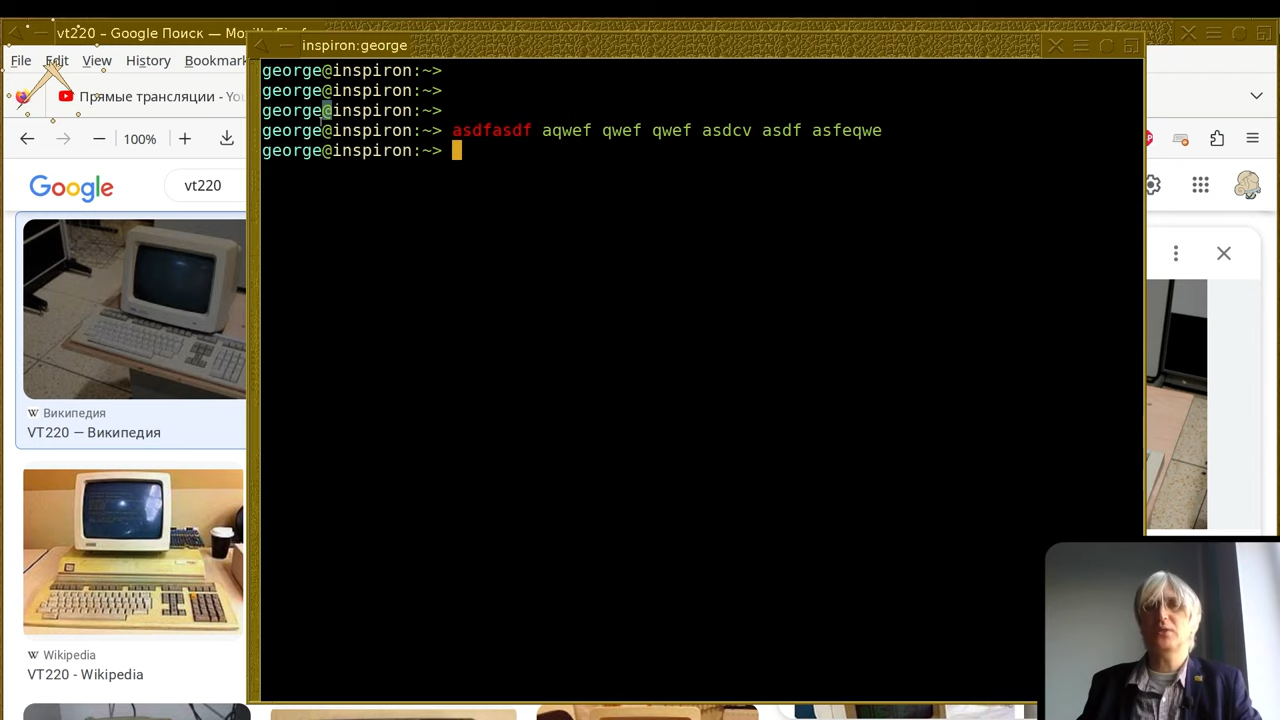 vt220 – Google Поиск — Mo
inspiron:george
File Edit View History Bookmark
Прямые трансляции - You
100%
Google
vt220
george@inspiron:~>
george@inspiron:~>
george@inspiron:~>
george@inspiron:~> asdfasdf aqwef qwef qwef asdcv asdf asfeqwe
george@inspiron:~>
W Википедия
VT220 — Википедия
W Wikipedia
VT220 - Wikipedia